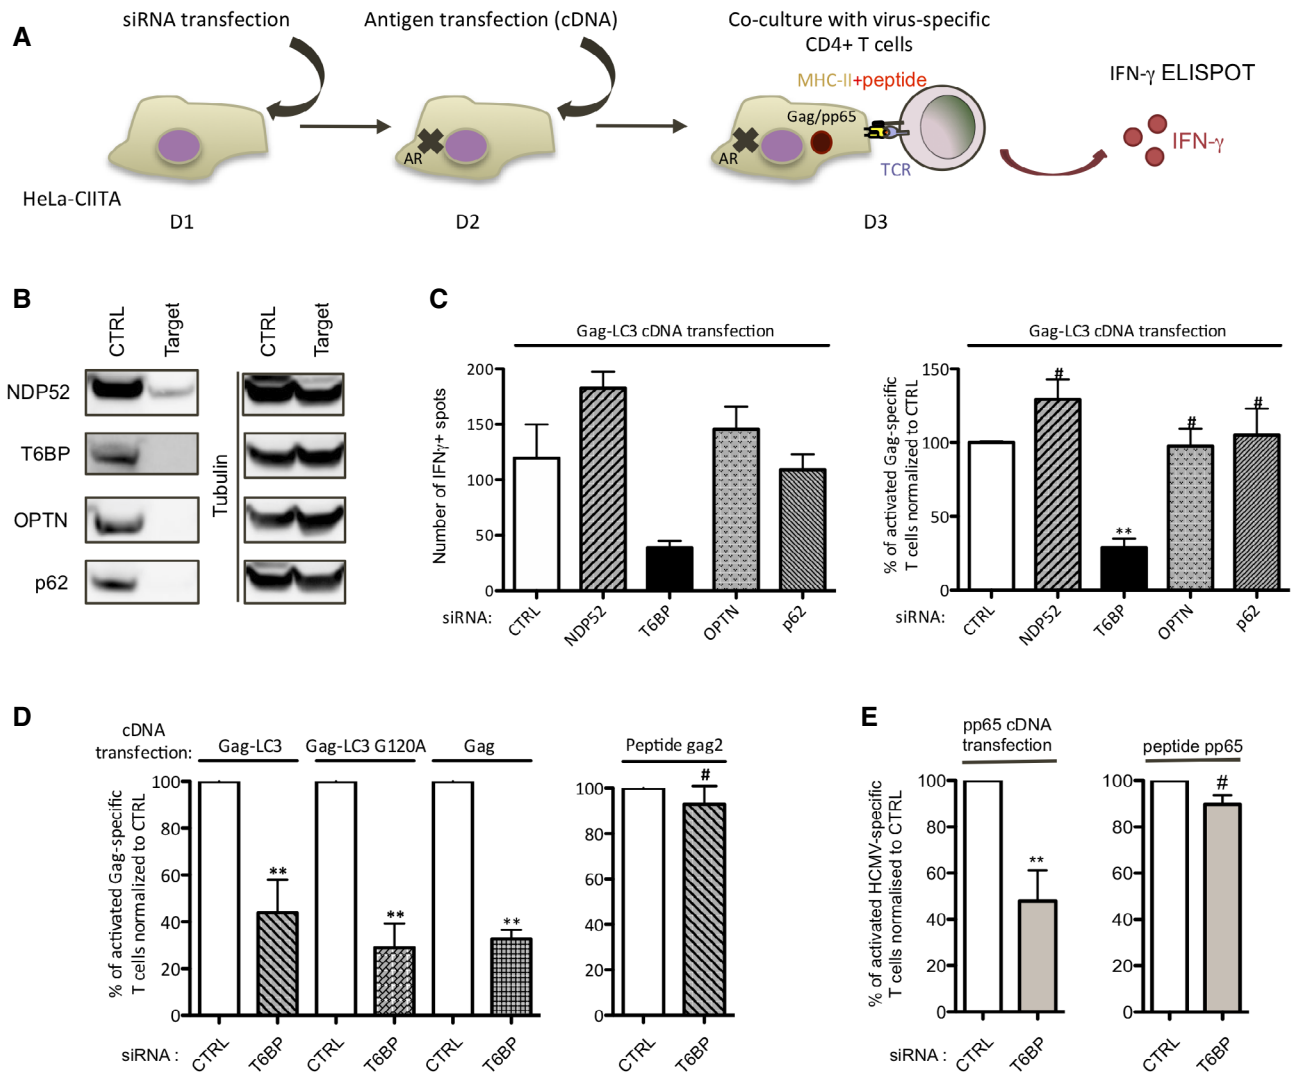 A
siRNA transfection
Antigen transfection (cDNA)
Co-culture with virus-specific
CD4+ T cells
MHC-II+peptide
IFN-γ ELISPOT
Gag/pp65
AR
AR
TCR
IFN-γ
HeLa-CIITA
D1
D2
D3
B
CTRL
Target
CTRL
Target
NDP52
T6BP
OPTN
p62
Tubulin
C
Gag-LC3 cDNA transfection
Number of IFNγ+ spots
200
150
100
50
0
siRNA:
CTRL
NDP52
T6BP
OPTN
p62
Gag-LC3 cDNA transfection
% of activated Gag-specific
T cells normalized to CTRL
150
100
50
0
#
**
#
#
siRNA:
CTRL
NDP52
T6BP
OPTN
p62
D
cDNA
transfection:
Gag-LC3
Gag-LC3 G120A
Gag
% of activated Gag-specific
T cells normalized to CTRL
100
80
60
40
20
0
**
**
**
siRNA :
CTRL
T6BP
CTRL
T6BP
CTRL
T6BP
Peptide gag2
#
100
80
60
40
20
0
CTRL
T6BP
E
pp65 cDNA
transfection
% of activated HCMV-specific
T cells normalised to CTRL
100
80
60
40
20
0
**
siRNA :
CTRL
T6BP
peptide pp65
#
100
80
60
40
20
0
CTRL
T6BP